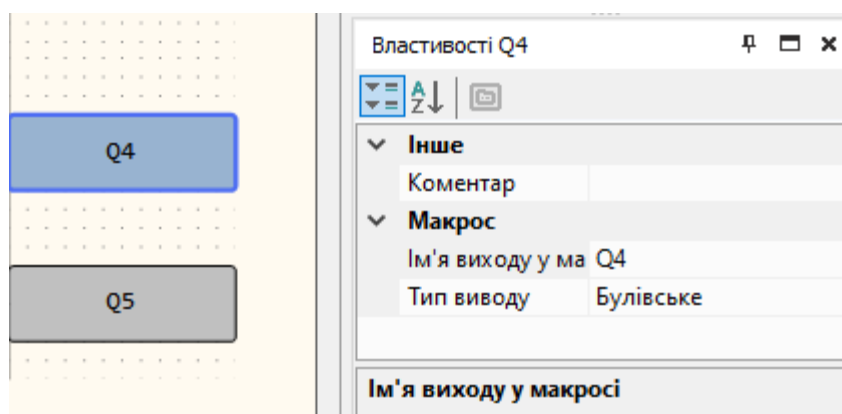 Властивості Q4
Q4
Інше
Коментар
Макрос
Ім'я виходу у ма Q4
Q5
Тип виводу Булівське
Ім'я виходу у макросі